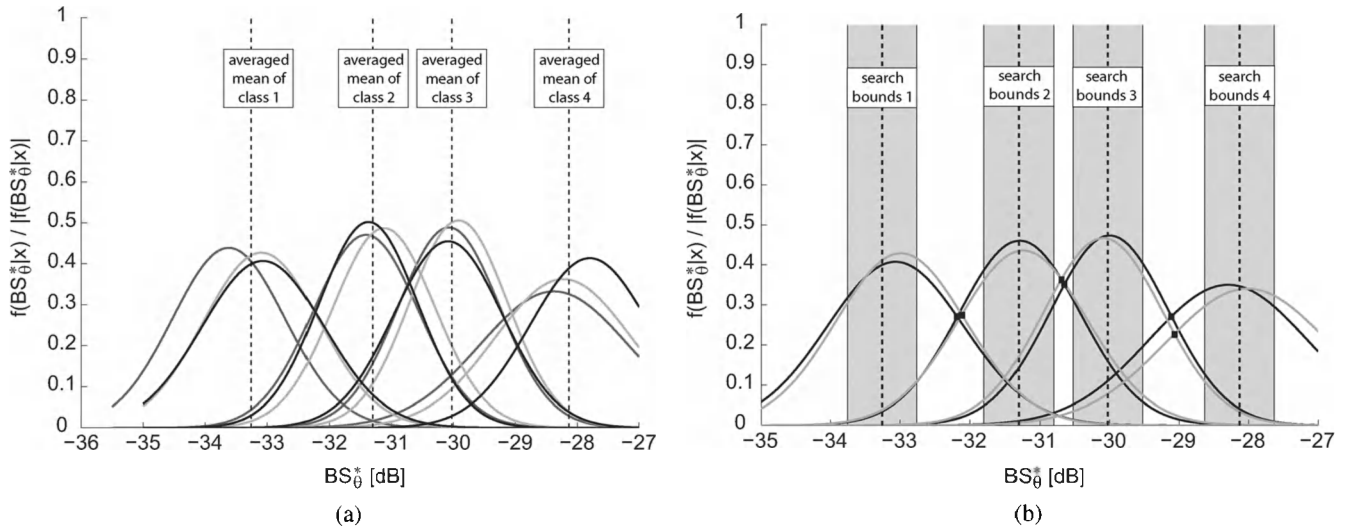 1
0.9
0.8
0.7
0.6
0.5
0.4
0.3
0.2
0.1
0
f(BS*θ|x) / |f(BS*θ|x)|
averaged
mean of
class 1
averaged
mean of
class 2
averaged
mean of
class 3
averaged
mean of
class 4
−36 −35 −34 −33 −32 −31 −30 −29 −28 −27
BS*θ [dB]
(a)
1
0.9
0.8
0.7
0.6
0.5
0.4
0.3
0.2
0.1
0
f(BS*θ|x) / |f(BS*θ|x)|
search
bounds 1
search
bounds 2
search
bounds 3
search
bounds 4
−35 −34 −33 −32 −31 −30 −29 −28 −27
BS*θ [dB]
(b)